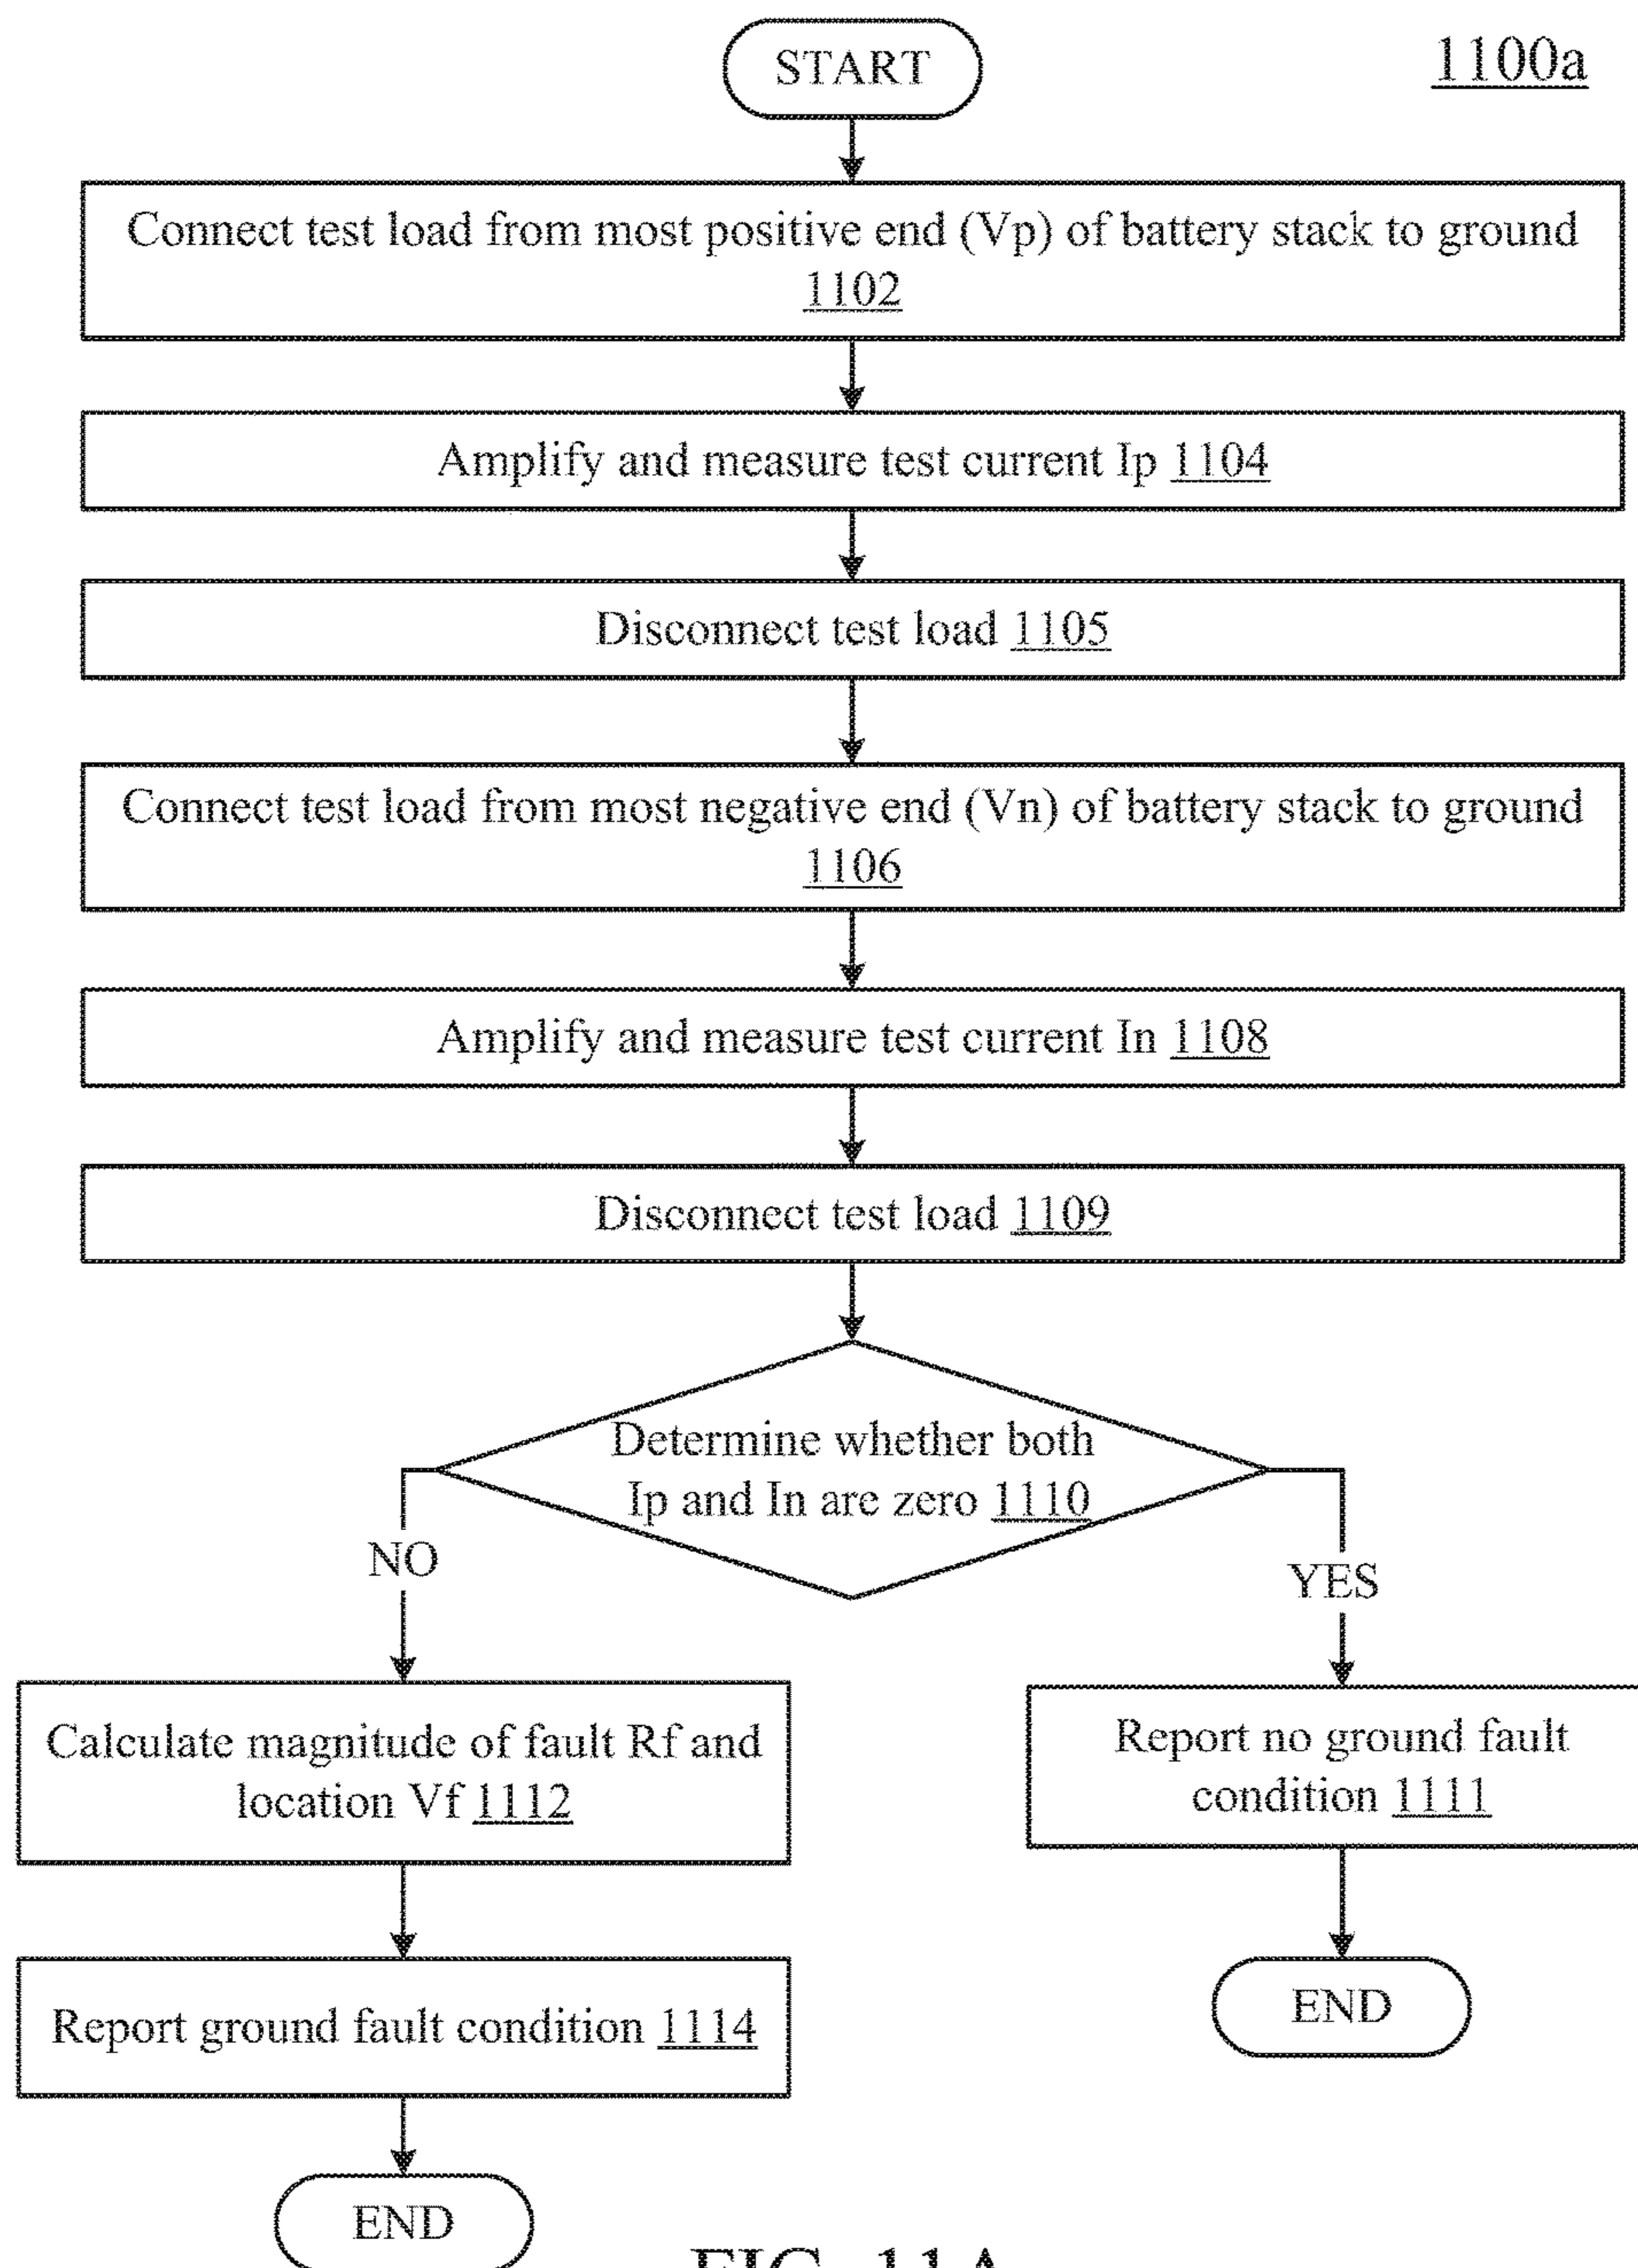 START
1100a
Connect test load from most positive end (Vp) of battery stack to ground
1102
Amplify and measure test current Ip 1104
Disconnect test load 1105
Connect test load from most negative end (Vn) of battery stack to ground
1106
Amplify and measure test current In 1108
Disconnect test load 1109
Determine whether both
Ip and In are zero 1110
NO
YES
Calculate magnitude of fault Rf and
location Vf 1112
Report no ground fault
condition 1111
Report ground fault condition 1114
END
END
FIG. 11A